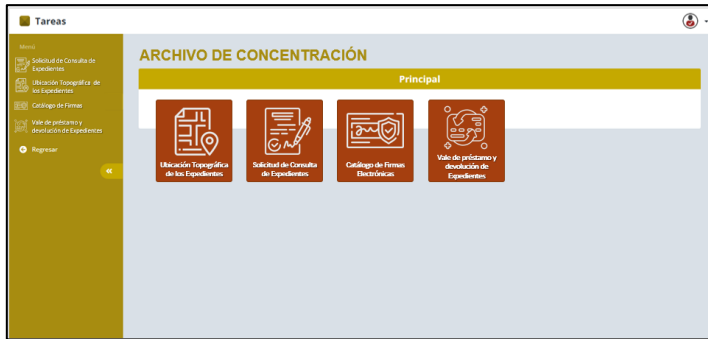 Tareas
Menú
Solicitud de Consulta de
Expedientes
Ubicación Topográfica de
los Expedientes
Catálogo de Firmas
Vale de préstamo y
devolución de Expedientes
Regresar
«
ARCHIVO DE CONCENTRACIÓN
Principal
Ubicación Topográfica
de los Expedientes
Solicitud de Consulta
de Expedientes
Catálogo de Firmas
Electrónicas
Vale de préstamo y
devolución de
Expedientes